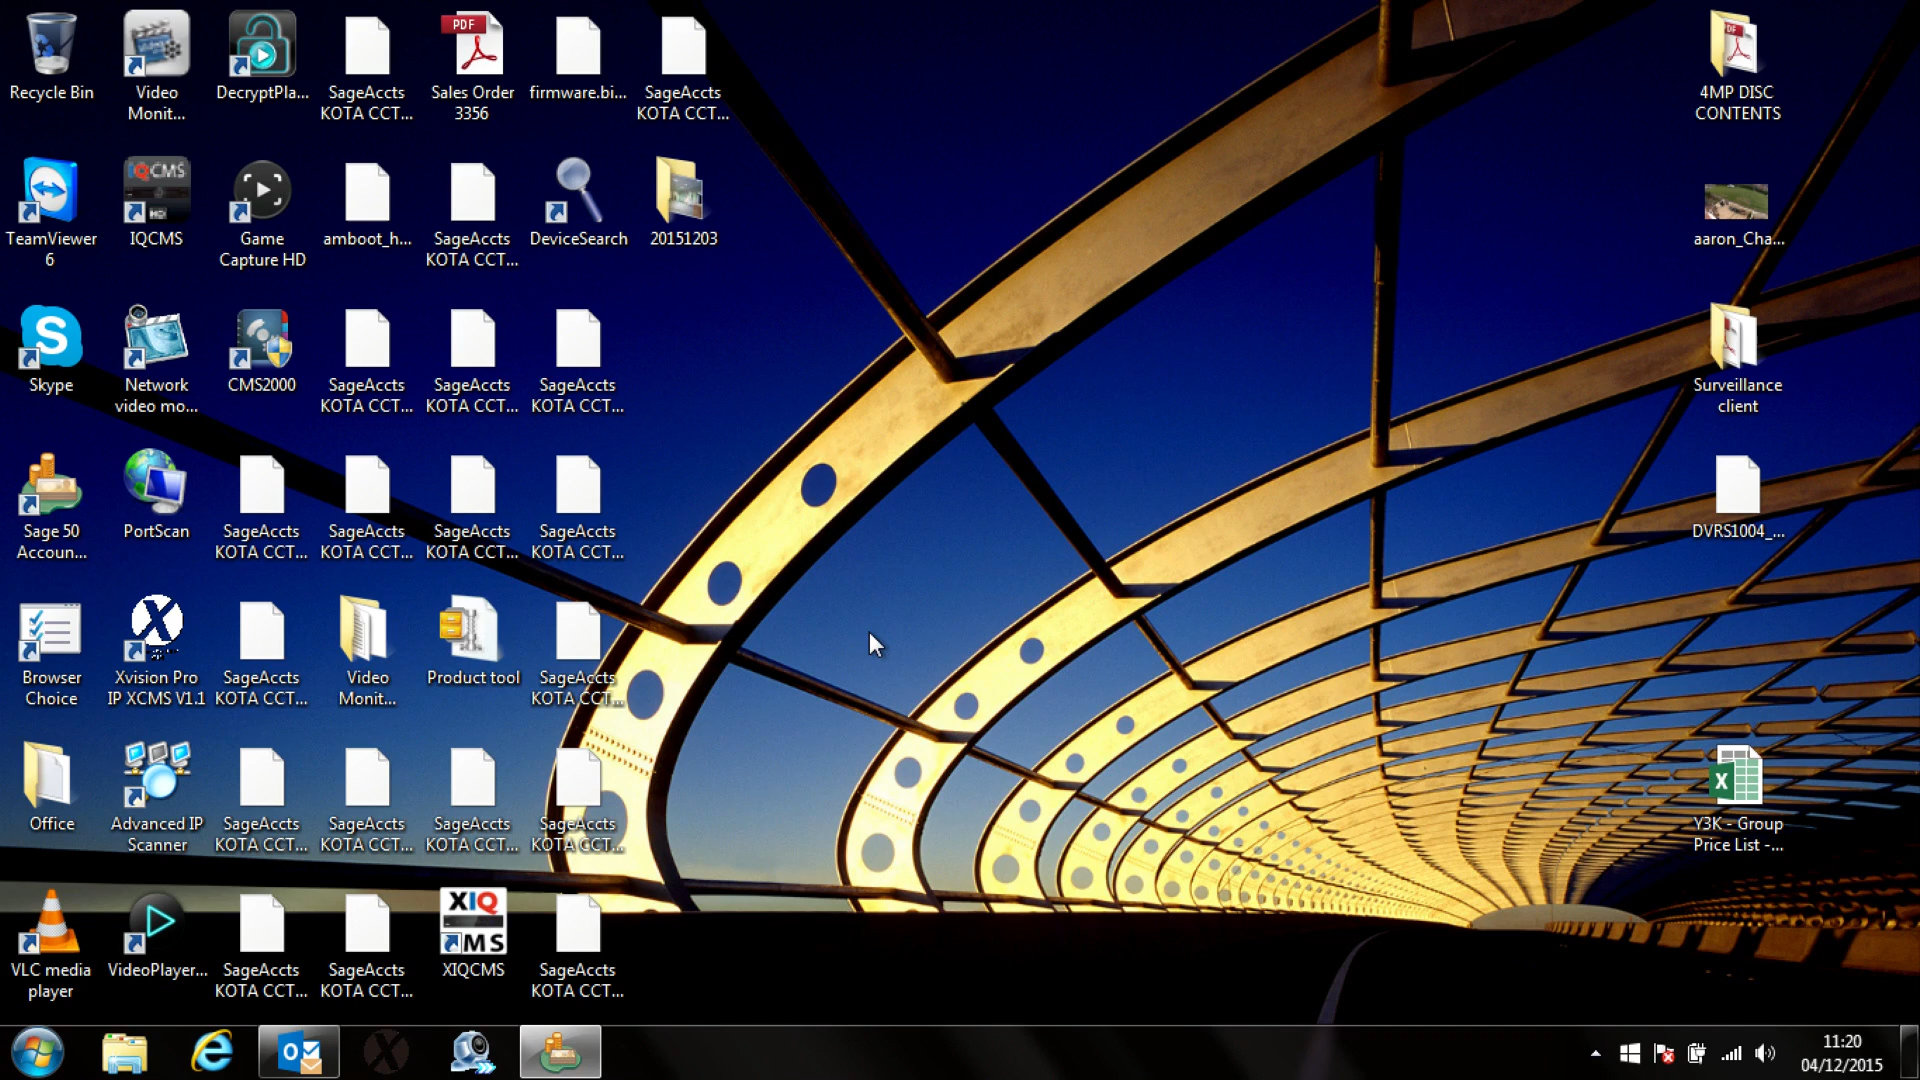 Recycle Bin
Video
Monit...
DecryptPla...
SageAccts
KOTA CCT...
PDF
Sales Order
3356
firmware.bi...
SageAccts
KOTA CCT...
PDF
4MP DISC
CONTENTS
TeamViewer
6
IQCMS
IQCMS
Game
Capture HD
amboot_h...
SageAccts
KOTA CCT...
DeviceSearch
20151203
aaron_Cha...
S
Skype
Network
video mo...
CMS2000
SageAccts
KOTA CCT...
SageAccts
KOTA CCT...
SageAccts
KOTA CCT...
Surveillance
client
Sage 50
Accoun...
PortScan
SageAccts
KOTA CCT...
SageAccts
KOTA CCT...
SageAccts
KOTA CCT...
SageAccts
KOTA CCT...
DVRS1004_...
Browser
Choice
X
Xvision Pro
IP XCMS V1.1
SageAccts
KOTA CCT...
Video
Monit...
Product tool
SageAccts
KOTA CCT...
Office
Advanced IP
Scanner
SageAccts
KOTA CCT...
SageAccts
KOTA CCT...
SageAccts
KOTA CCT...
SageAccts
KOTA CCT...
X
Y3K - Group
Price List -...
VLC media
player
VideoPlayer...
SageAccts
KOTA CCT...
SageAccts
KOTA CCT...
XIQ
MS
XIQCMS
SageAccts
KOTA CCT...
11:20
04/12/2015